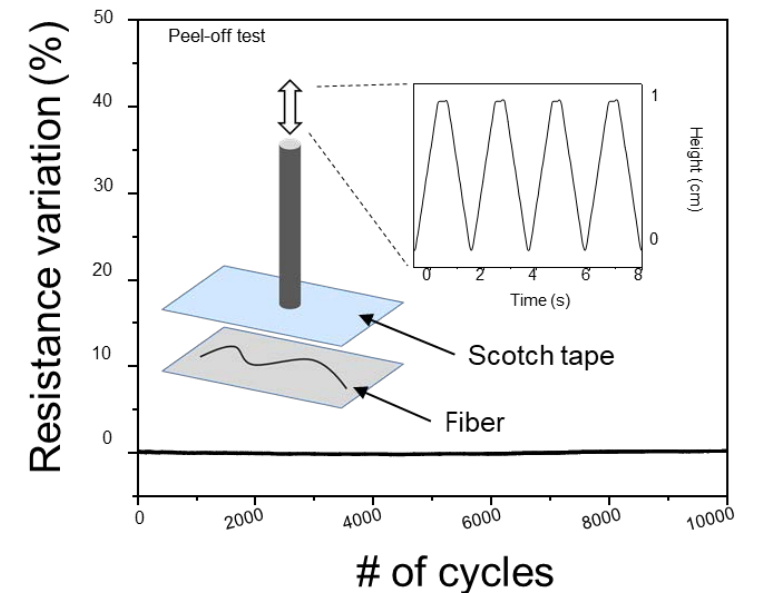 Peel-off test
Resistance variation (%)
50
40
30
20
10
0
1
0
Height (cm)
0 2 4 6 8
Time (s)
Scotch tape
Fiber
0 2000 4000 6000 8000 10000
# of cycles